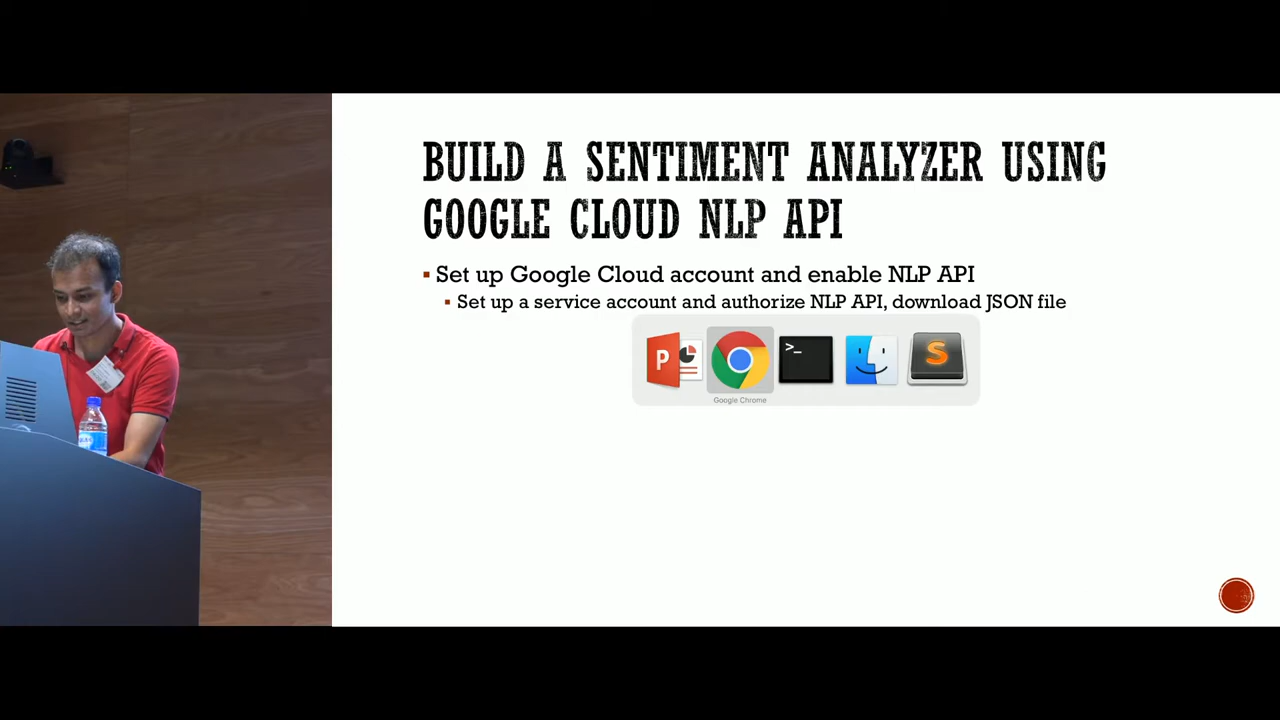 BUILD A SENTIMENT ANALYZER USING
GOOGLE CLOUD NLP API
Set up Google Cloud account and enable NLP API
Set up a service account and authorize NLP API, download JSON file
P
>_
S
Google Chrome